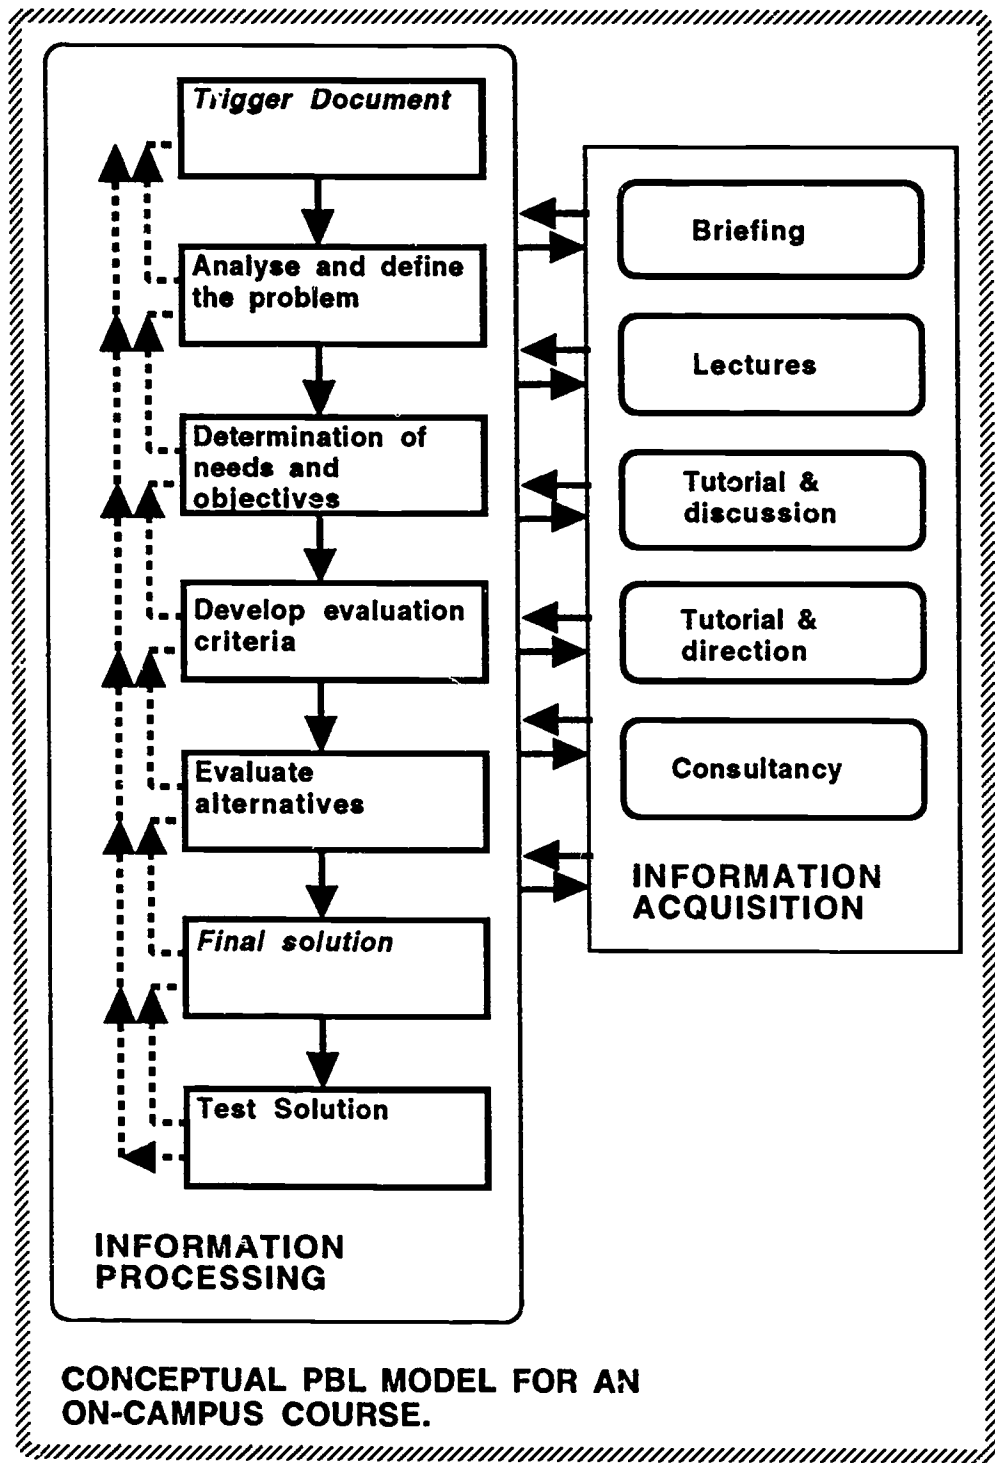 Trigger Document
Analyse and define
the problem
Determination of
needs and
objectives
Develop evaluation
criteria
Evaluate
alternatives
Final solution
Test Solution
INFORMATION
PROCESSING
Briefing
Lectures
Tutorial &
discussion
Tutorial &
direction
Consultancy
INFORMATION
ACQUISITION
CONCEPTUAL PBL MODEL FOR AN
ON-CAMPUS COURSE.